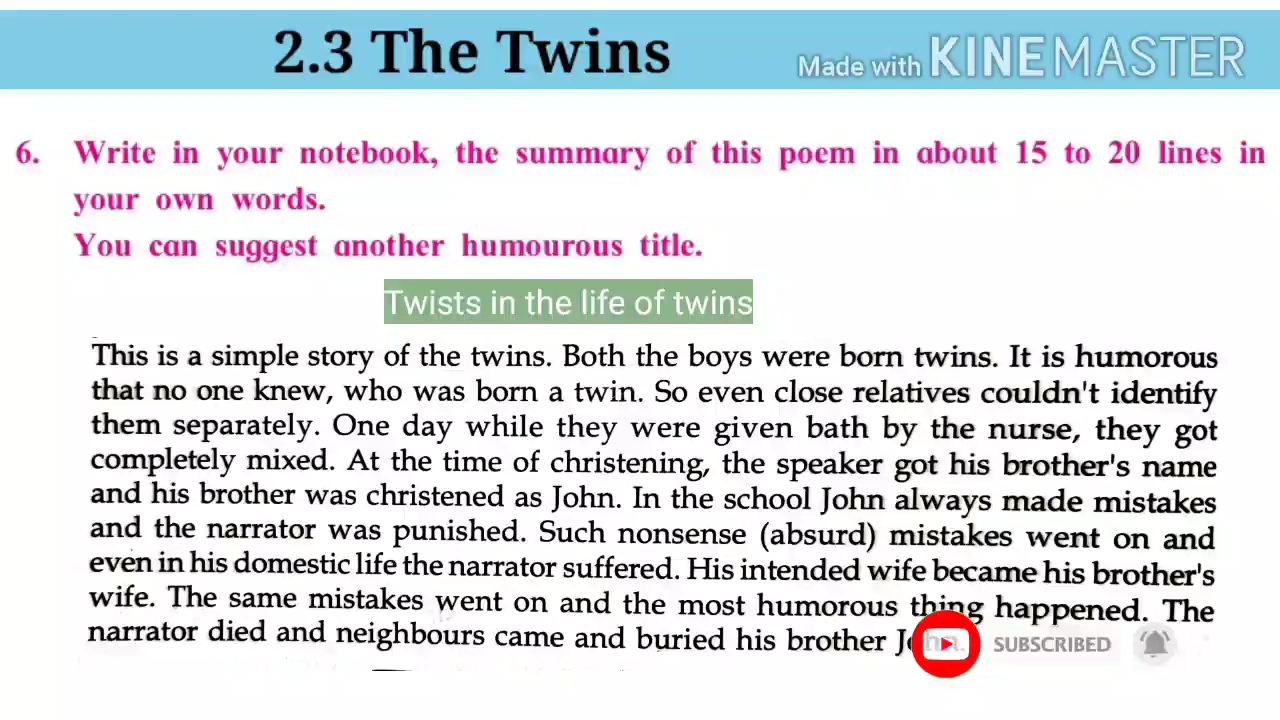 2.3 The Twins
Made with KINEMASTER
6. Write in your notebook, the summary of this poem in about 15 to 20 lines in
your own words.
You can suggest another humourous title.
Twists in the life of twins
This is a simple story of the twins. Both the boys were born twins. It is humorous
that no one knew, who was born a twin. So even close relatives couldn't identify
them separately. One day while they were given bath by the nurse, they got
completely mixed. At the time of christening, the speaker got his brother's name
and his brother was christened as John. In the school John always made mistakes
and the narrator was punished. Such nonsense (absurd) mistakes went on and
even in his domestic life the narrator suffered. His intended wife became his brother's
wife. The same mistakes went on and the most humorous thing happened. The
narrator died and neighbours came and buried his brother John.
SUBSCRIBED